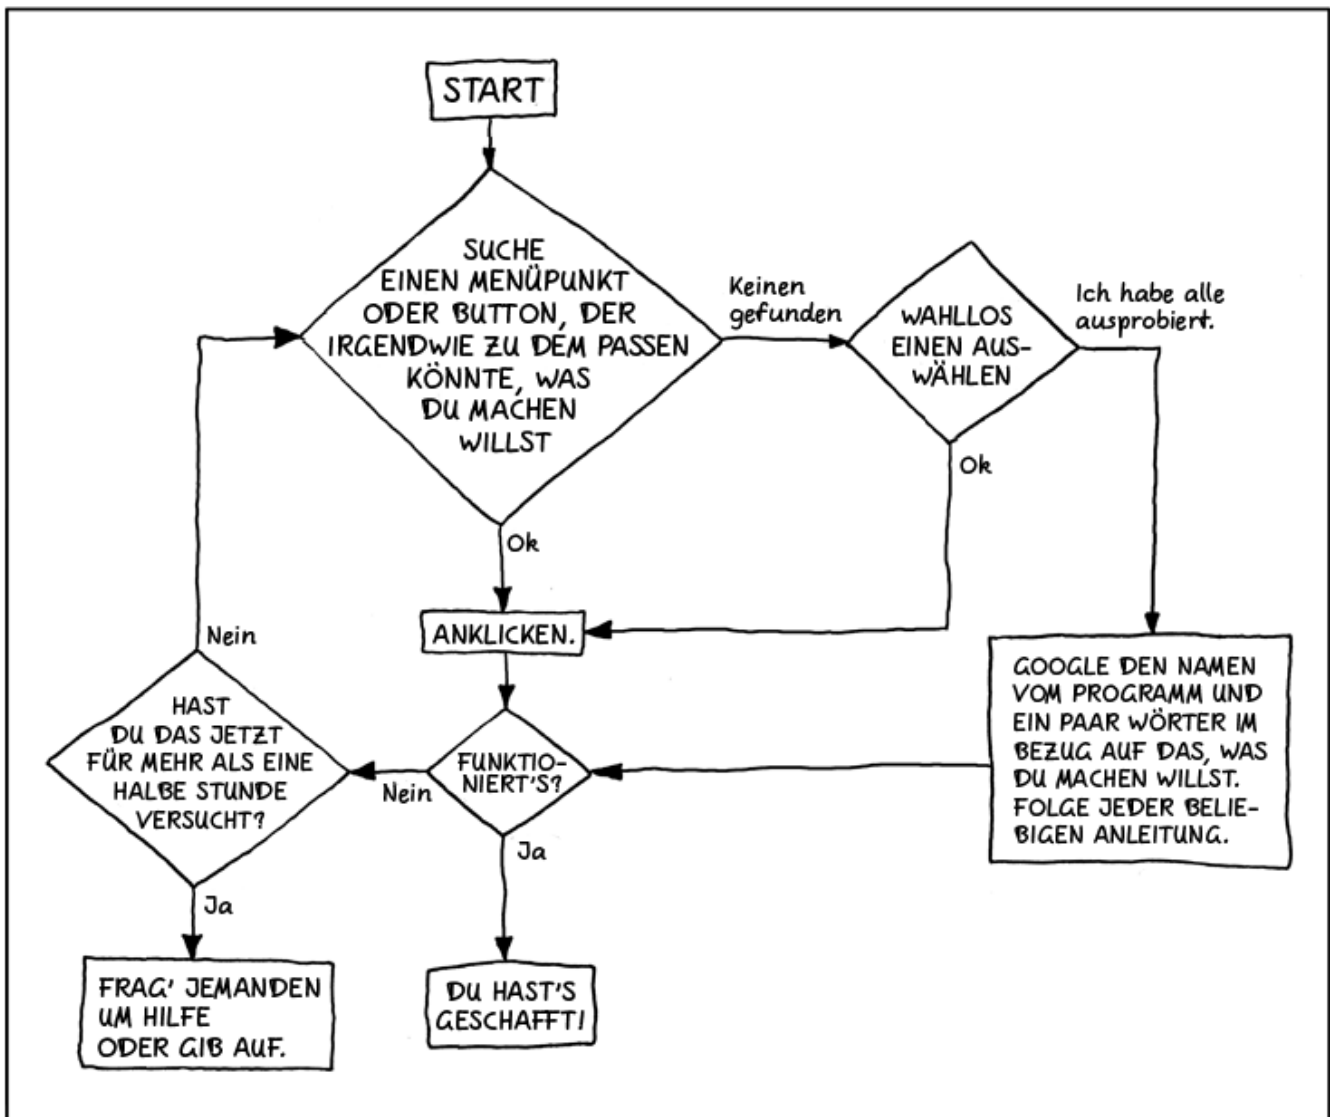 START
SUCHE
EINEN MENÜPUNKT
ODER BUTTON, DER
IRGENDWIE ZU DEM PASSEN
KÖNNTE, WAS
DU MACHEN
WILLST
Keinen
gefunden
WAHLLOS
EINEN AUS-
WÄHLEN
Ich habe alle
ausprobiert.
Ok
Ok
ANKLICKEN.
GOOGLE DEN NAMEN
VOM PROGRAMM UND
EIN PAAR WÖRTER IM
BEZUG AUF DAS, WAS
DU MACHEN WILLST.
FOLGE JEDER BELIE-
BIGEN ANLEITUNG.
FUNKTIO-
NIERT'S?
Nein
HAST
DU DAS JETZT
FÜR MEHR ALS EINE
HALBE STUNDE
VERSUCHT?
Nein
Ja
Ja
FRAG' JEMANDEN
UM HILFE
ODER GIB AUF.
DU HAST'S
GESCHAFFT!